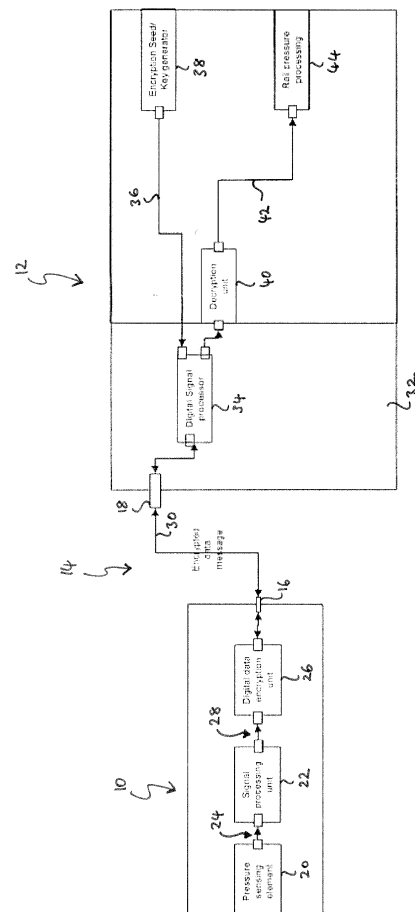 10
Pressure
sensing
element
20
24
Signal
processing
unit
22
28
Digital data
encryption
unit
26
16
14
Encrypted
data
message
30
18
12
Digital Signal
processor
34
32
36
Decryption
unit
40
42
Encryption Seed/
Key generator
38
Rail pressure
processing
44